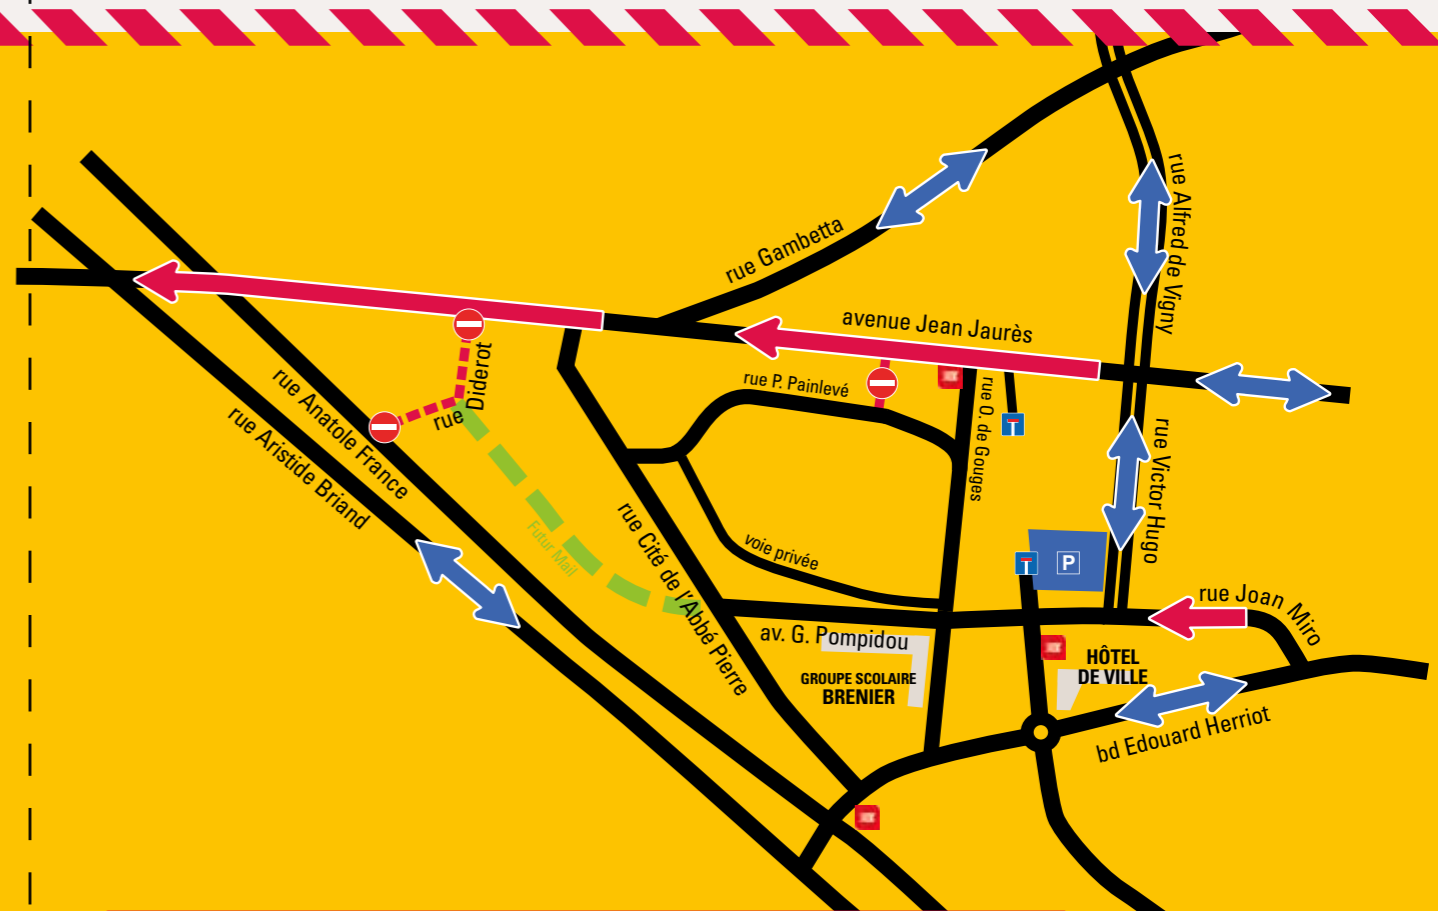 rue Alfred de Vigny
rue Gambetta
avenue Jean Jaurès
rue P. Painlevé
rue O. de Gouges
rue Diderot
rue Anatole France
rue Aristide Briand
rue Victor Hugo
Futur Mail
rue Cité de l'Abbé Pierre
voie privée
P
rue Joan Miro
av. G. Pompidou
GROUPE SCOLAIRE
BRENIER
HÔTEL
DE VILLE
bd Edouard Herriot